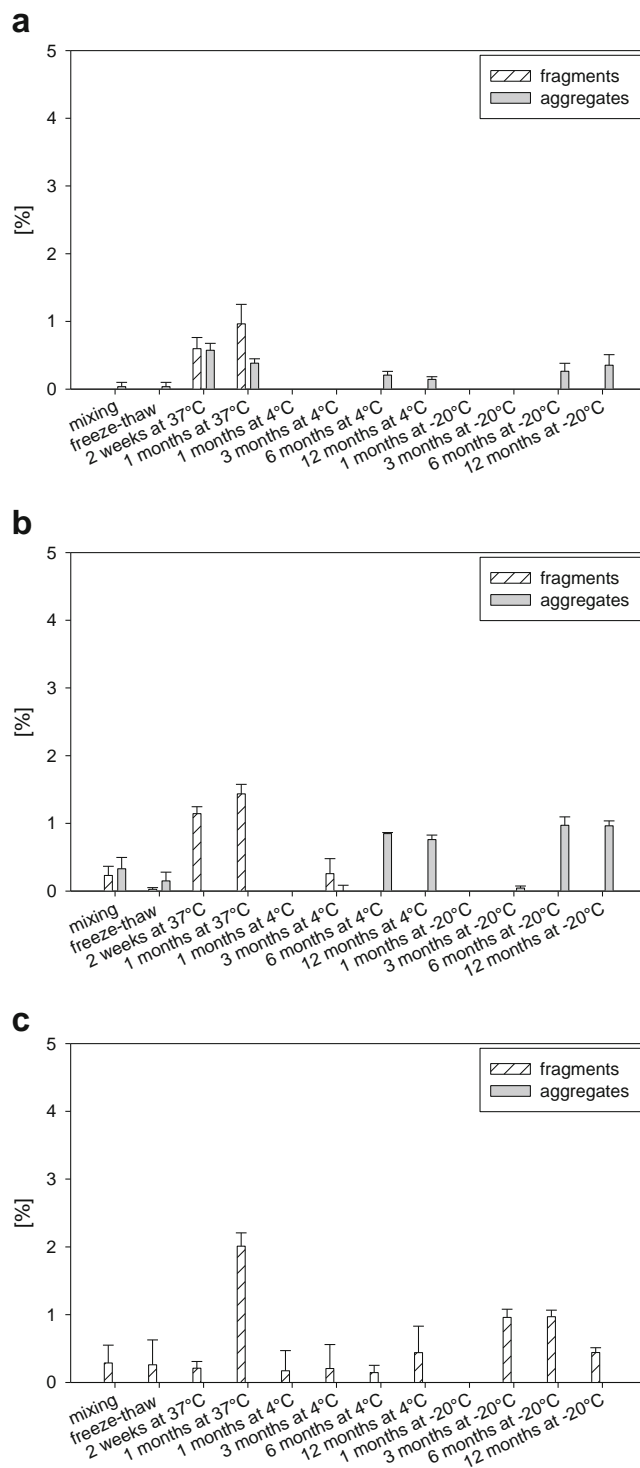 a
5
fragments
aggregates
4
3
[%]
2
1
0
mixing
freeze-thaw
2 weeks at 37°C
1 months at 37°C
1 months at 4°C
3 months at 4°C
6 months at 4°C
12 months at 4°C
1 months at -20°C
3 months at -20°C
6 months at -20°C
12 months at -20°C
b
5
fragments
aggregates
4
3
[%]
2
1
0
mixing
freeze-thaw
2 weeks at 37°C
1 months at 37°C
1 months at 4°C
3 months at 4°C
6 months at 4°C
12 months at 4°C
1 months at -20°C
3 months at -20°C
6 months at -20°C
12 months at -20°C
c
5
fragments
aggregates
4
3
[%]
2
1
0
mixing
freeze-thaw
2 weeks at 37°C
1 months at 37°C
1 months at 4°C
3 months at 4°C
6 months at 4°C
12 months at 4°C
1 months at -20°C
3 months at -20°C
6 months at -20°C
12 months at -20°C